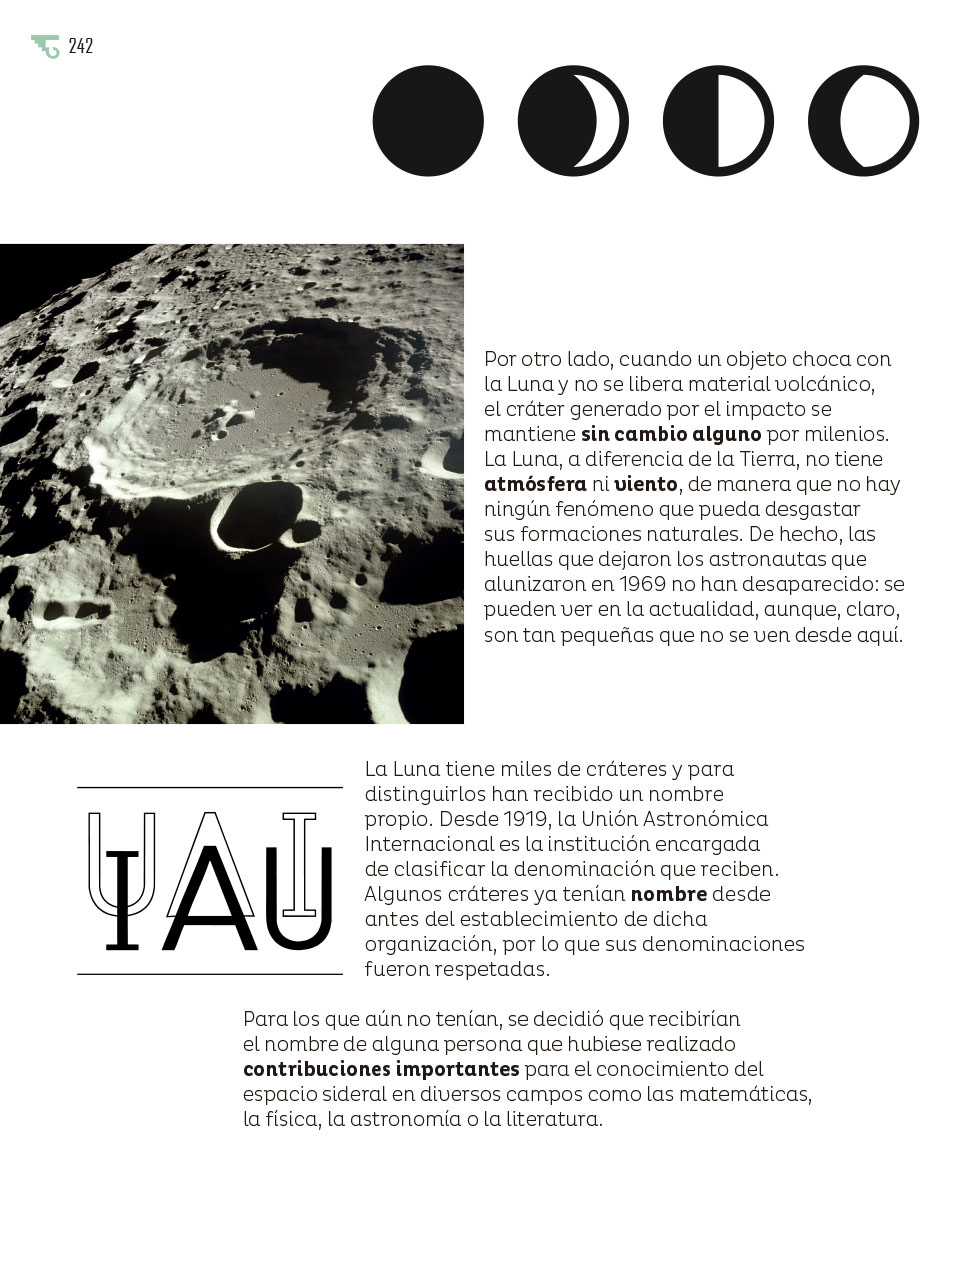 242
Por otro lado, cuando un objeto choca con
la Luna y no se libera material volcánico,
el cráter generado por el impacto se
mantiene sin cambio alguno por milenios.
La Luna, a diferencia de la Tierra, no tiene
atmósfera ni viento, de manera que no hay
ningún fenómeno que pueda desgastar
sus formaciones naturales. De hecho, las
huellas que dejaron los astronautas que
alunizaron en 1969 no han desaparecido: se
pueden ver en la actualidad, aunque, claro,
son tan pequeñas que no se ven desde aquí.
UAI
IAU
La Luna tiene miles de cráteres y para
distinguirlos han recibido un nombre
propio. Desde 1919, la Unión Astronómica
Internacional es la institución encargada
de clasificar la denominación que reciben.
Algunos cráteres ya tenían nombre desde
antes del establecimiento de dicha
organización, por lo que sus denominaciones
fueron respetadas.
Para los que aún no tenían, se decidió que recibirían
el nombre de alguna persona que hubiese realizado
contribuciones importantes para el conocimiento del
espacio sideral en diversos campos como las matemáticas,
la física, la astronomía o la literatura.